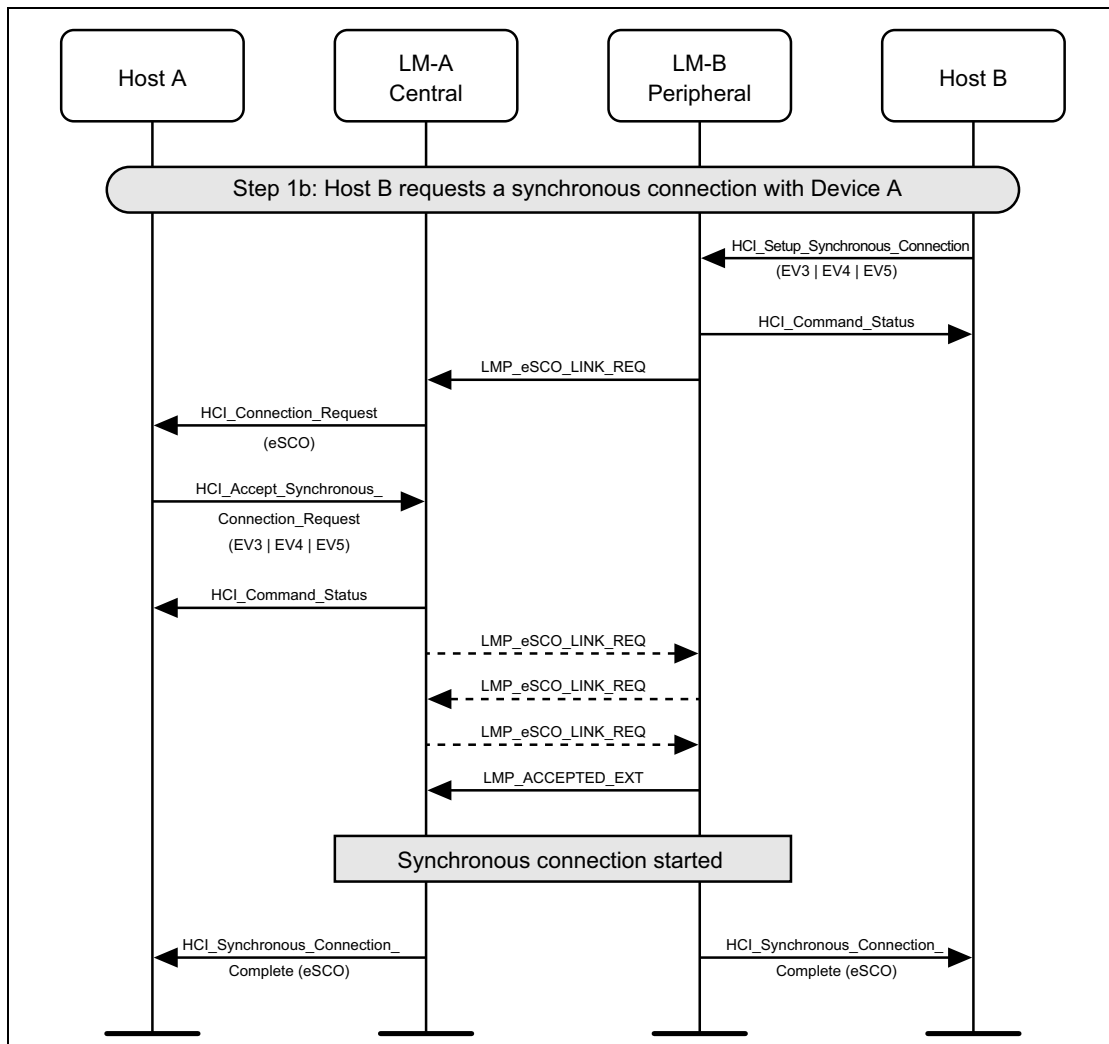 Host A
LM-A
Central
LM-B
Peripheral
Host B
Step 1b: Host B requests a synchronous connection with Device A
HCI_Setup_Synchronous_Connection
(EV3 | EV4 | EV5)
HCI_Command_Status
LMP_eSCO_LINK_REQ
HCI_Connection_Request
(eSCO)
HCI_Accept_Synchronous_
Connection_Request
(EV3 | EV4 | EV5)
HCI_Command_Status
LMP_eSCO_LINK_REQ
LMP_eSCO_LINK_REQ
LMP_eSCO_LINK_REQ
LMP_ACCEPTED_EXT
Synchronous connection started
HCI_Synchronous_Connection_
Complete (eSCO)
HCI_Synchronous_Connection_
Complete (eSCO)